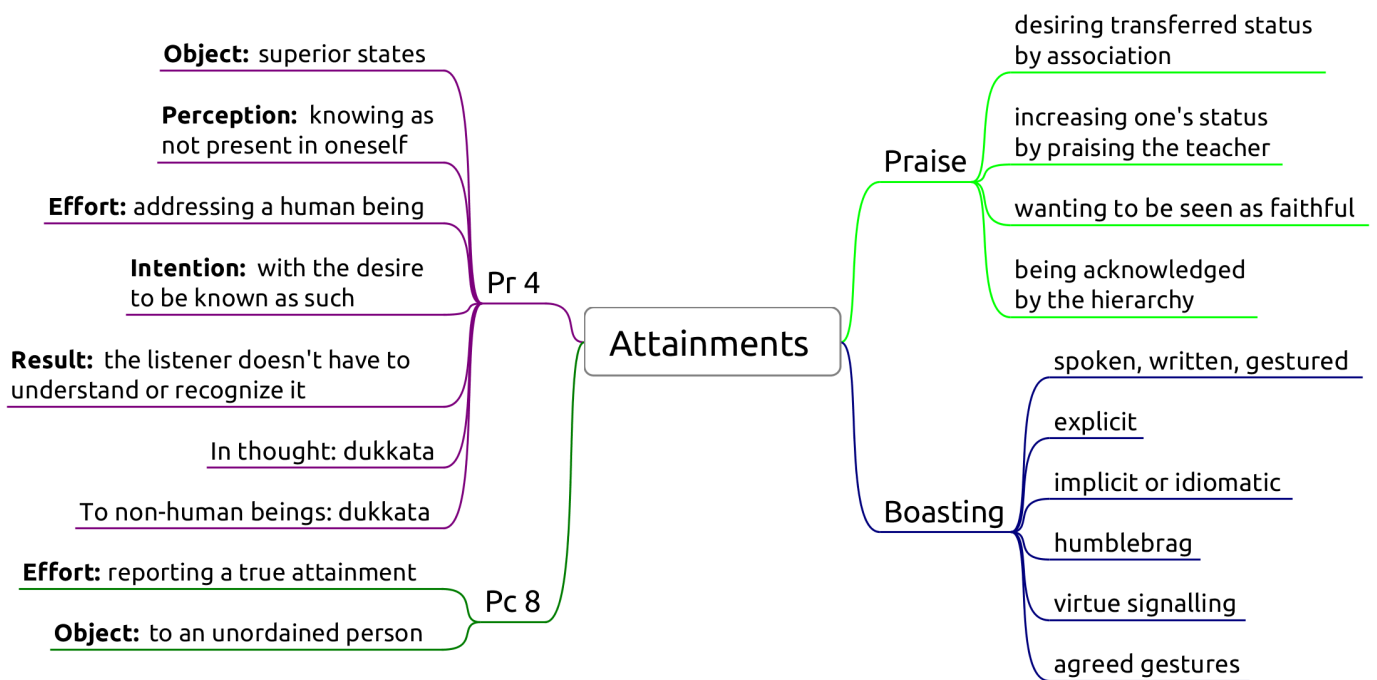 Object: superior states
Perception: knowing as
not present in oneself
Effort: addressing a human being
Intention: with the desire
to be known as such
Pr 4
Result: the listener doesn't have to
understand or recognize it
In thought: dukkata
To non-human beings: dukkata
Effort: reporting a true attainment
Pc 8
Object: to an unordained person
Attainments
desiring transferred status
by association
increasing one's status
by praising the teacher
Praise
wanting to be seen as faithful
being acknowledged
by the hierarchy
spoken, written, gestured
explicit
implicit or idiomatic
Boasting
humblebrag
virtue signalling
agreed gestures